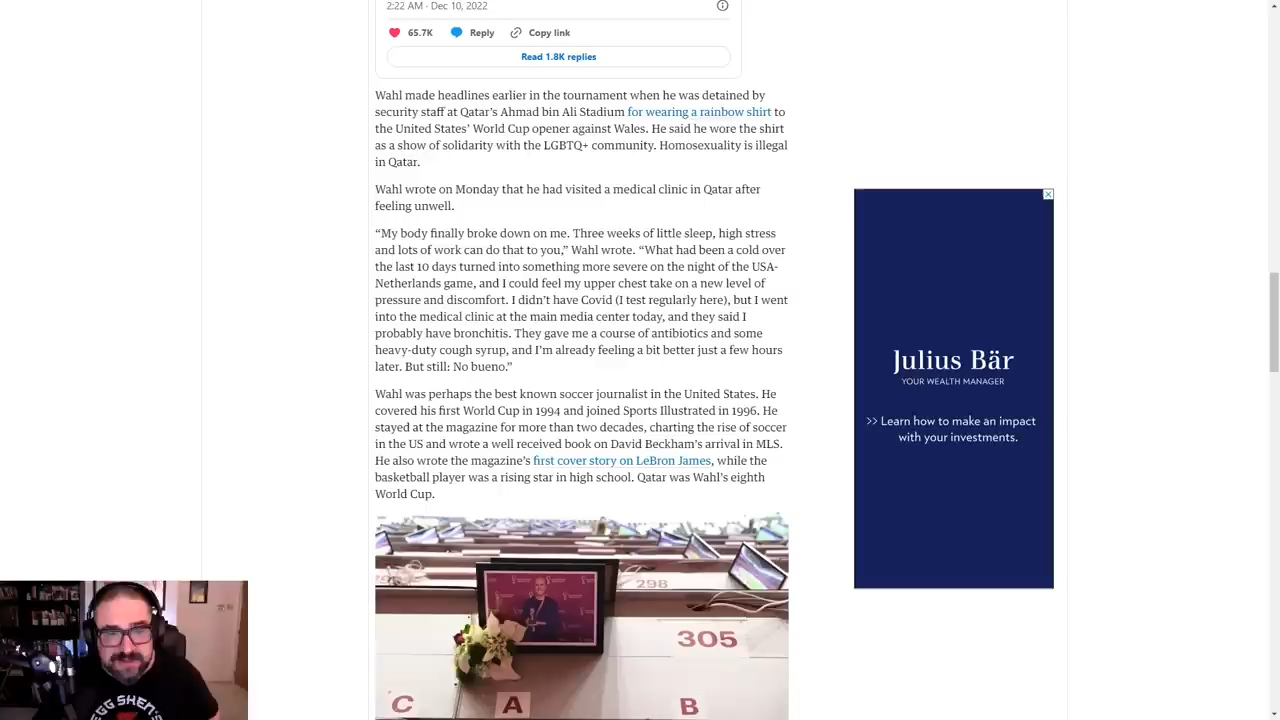 2:22 AM · Dec 10, 2022
65.7K Reply Copy link
Read 1.8K replies
Wahl made headlines earlier in the tournament when he was detained by
security staff at Qatar’s Ahmad bin Ali Stadium for wearing a rainbow shirt to
the United States’ World Cup opener against Wales. He said he wore the shirt
as a show of solidarity with the LGBTQ+ community. Homosexuality is illegal
in Qatar.
Wahl wrote on Monday that he had visited a medical clinic in Qatar after
feeling unwell.
“My body finally broke down on me. Three weeks of little sleep, high stress
and lots of work can do that to you,” Wahl wrote. “What had been a cold over
the last 10 days turned into something more severe on the night of the USA-
Netherlands game, and I could feel my upper chest take on a new level of
pressure and discomfort. I didn’t have Covid (I test regularly here), but I went
into the medical clinic at the main media center today, and they said I
probably have bronchitis. They gave me a course of antibiotics and some
heavy-duty cough syrup, and I’m already feeling a bit better just a few hours
later. But still: No bueno.”
Wahl was perhaps the best known soccer journalist in the United States. He
covered his first World Cup in 1994 and joined Sports Illustrated in 1996. He
stayed at the magazine for more than two decades, charting the rise of soccer
in the US and wrote a well received book on David Beckham’s arrival in MLS.
He also wrote the magazine’s first cover story on LeBron James, while the
basketball player was a rising star in high school. Qatar was Wahl’s eighth
World Cup.
Julius Bär
YOUR WEALTH MANAGER
>> Learn how to make an impact
with your investments.
29B
305
C A B
EGG SHEN'S